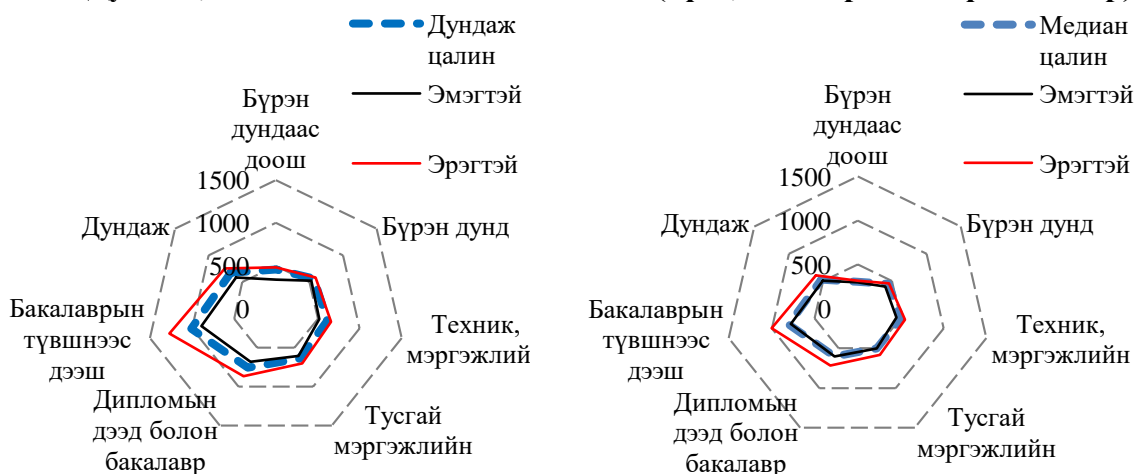 Дундаж
цалин
Эмэгтэй
Эрэгтэй
Бүрэн
дундаас
доош
1500
1000
500
0
Дундаж
Бүрэн дунд
Бакалаврын
түвшнээс
дээш
Техник,
мэргэжлий
Дипломын
дээд болон
бакалавр
Тусгай
мэргэжлийн
Медиан
цалин
Эмэгтэй
Эрэгтэй
Бүрэн
дундаас
доош
1500
1000
500
0
Дундаж
Бүрэн дунд
Бакалаврын
түвшнээс
дээш
Техник,
мэргэжлийн
Дипломын
дээд болон
бакалавр
Тусгай
мэргэжлийн